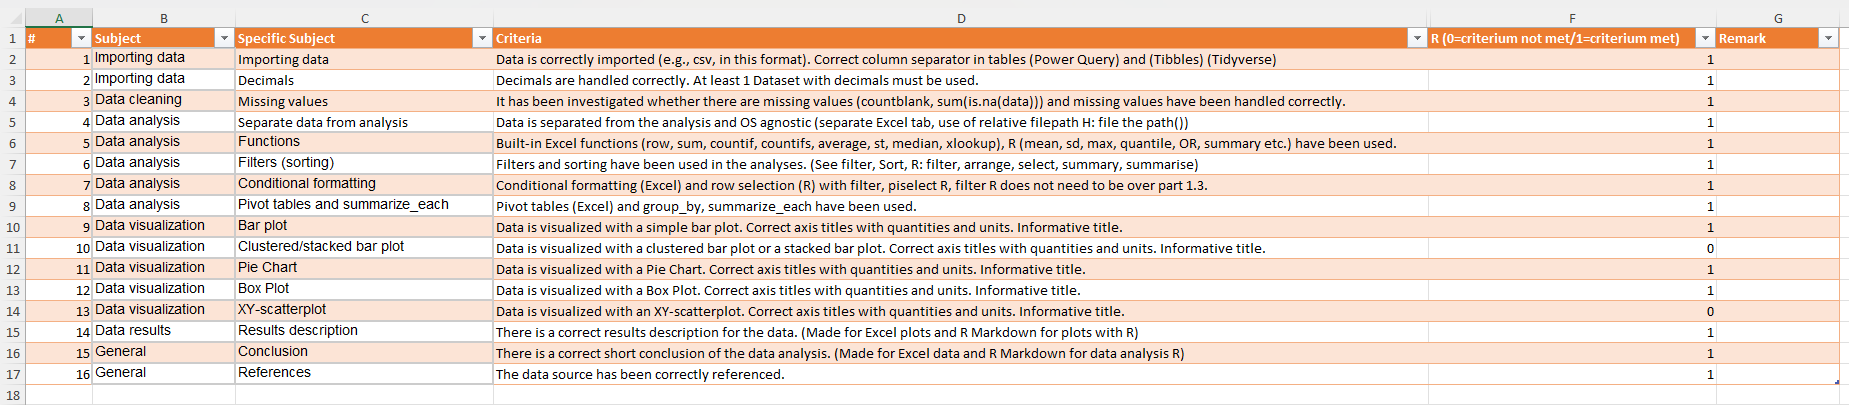 A B C D F G
1 # Subject Specific Subject Criteria R (0=criterium not met/1=criterium met) Remark
2 1 Importing data Importing data Data is correctly imported (e.g., csv, in this format). Correct column separator in tables (Power Query) and (Tibbles) (Tidyverse) 1
3 2 Importing data Decimals Decimals are handled correctly. At least 1 Dataset with decimals must be used. 1
4 3 Data cleaning Missing values It has been investigated whether there are missing values (countblank, sum(is.na(data))) and missing values have been handled correctly. 1
5 4 Data analysis Separate data from analysis Data is separated from the analysis and OS agnostic (separate Excel tab, use of relative filepath H: file the path()) 1
6 5 Data analysis Functions Built-in Excel functions (row, sum, countif, countifs, average, st, median, xlookup), R (mean, sd, max, quantile, OR, summary etc.) have been used. 1
7 6 Data analysis Filters (sorting) Filters and sorting have been used in the analyses. (See filter, Sort, R: filter, arrange, select, summary, summarise) 1
8 7 Data analysis Conditional formatting Conditional formatting (Excel) and row selection (R) with filter, piselect R, filter R does not need to be over part 1.3. 1
9 8 Data analysis Pivot tables and summarize_each Pivot tables (Excel) and group_by, summarize_each have been used. 1
10 9 Data visualization Bar plot Data is visualized with a simple bar plot. Correct axis titles with quantities and units. Informative title. 1
11 10 Data visualization Clustered/stacked bar plot Data is visualized with a clustered bar plot or a stacked bar plot. Correct axis titles with quantities and units. Informative title. 0
12 11 Data visualization Pie Chart Data is visualized with a Pie Chart. Correct axis titles with quantities and units. Informative title. 1
13 12 Data visualization Box Plot Data is visualized with a Box Plot. Correct axis titles with quantities and units. Informative title. 1
14 13 Data visualization XY-scatterplot Data is visualized with an XY-scatterplot. Correct axis titles with quantities and units. Informative title. 0
15 14 Data results Results description There is a correct results description for the data. (Made for Excel plots and R Markdown for plots with R) 1
16 15 General Conclusion There is a correct short conclusion of the data analysis. (Made for Excel data and R Markdown for data analysis R) 1
17 16 General References The data source has been correctly referenced. 1
18